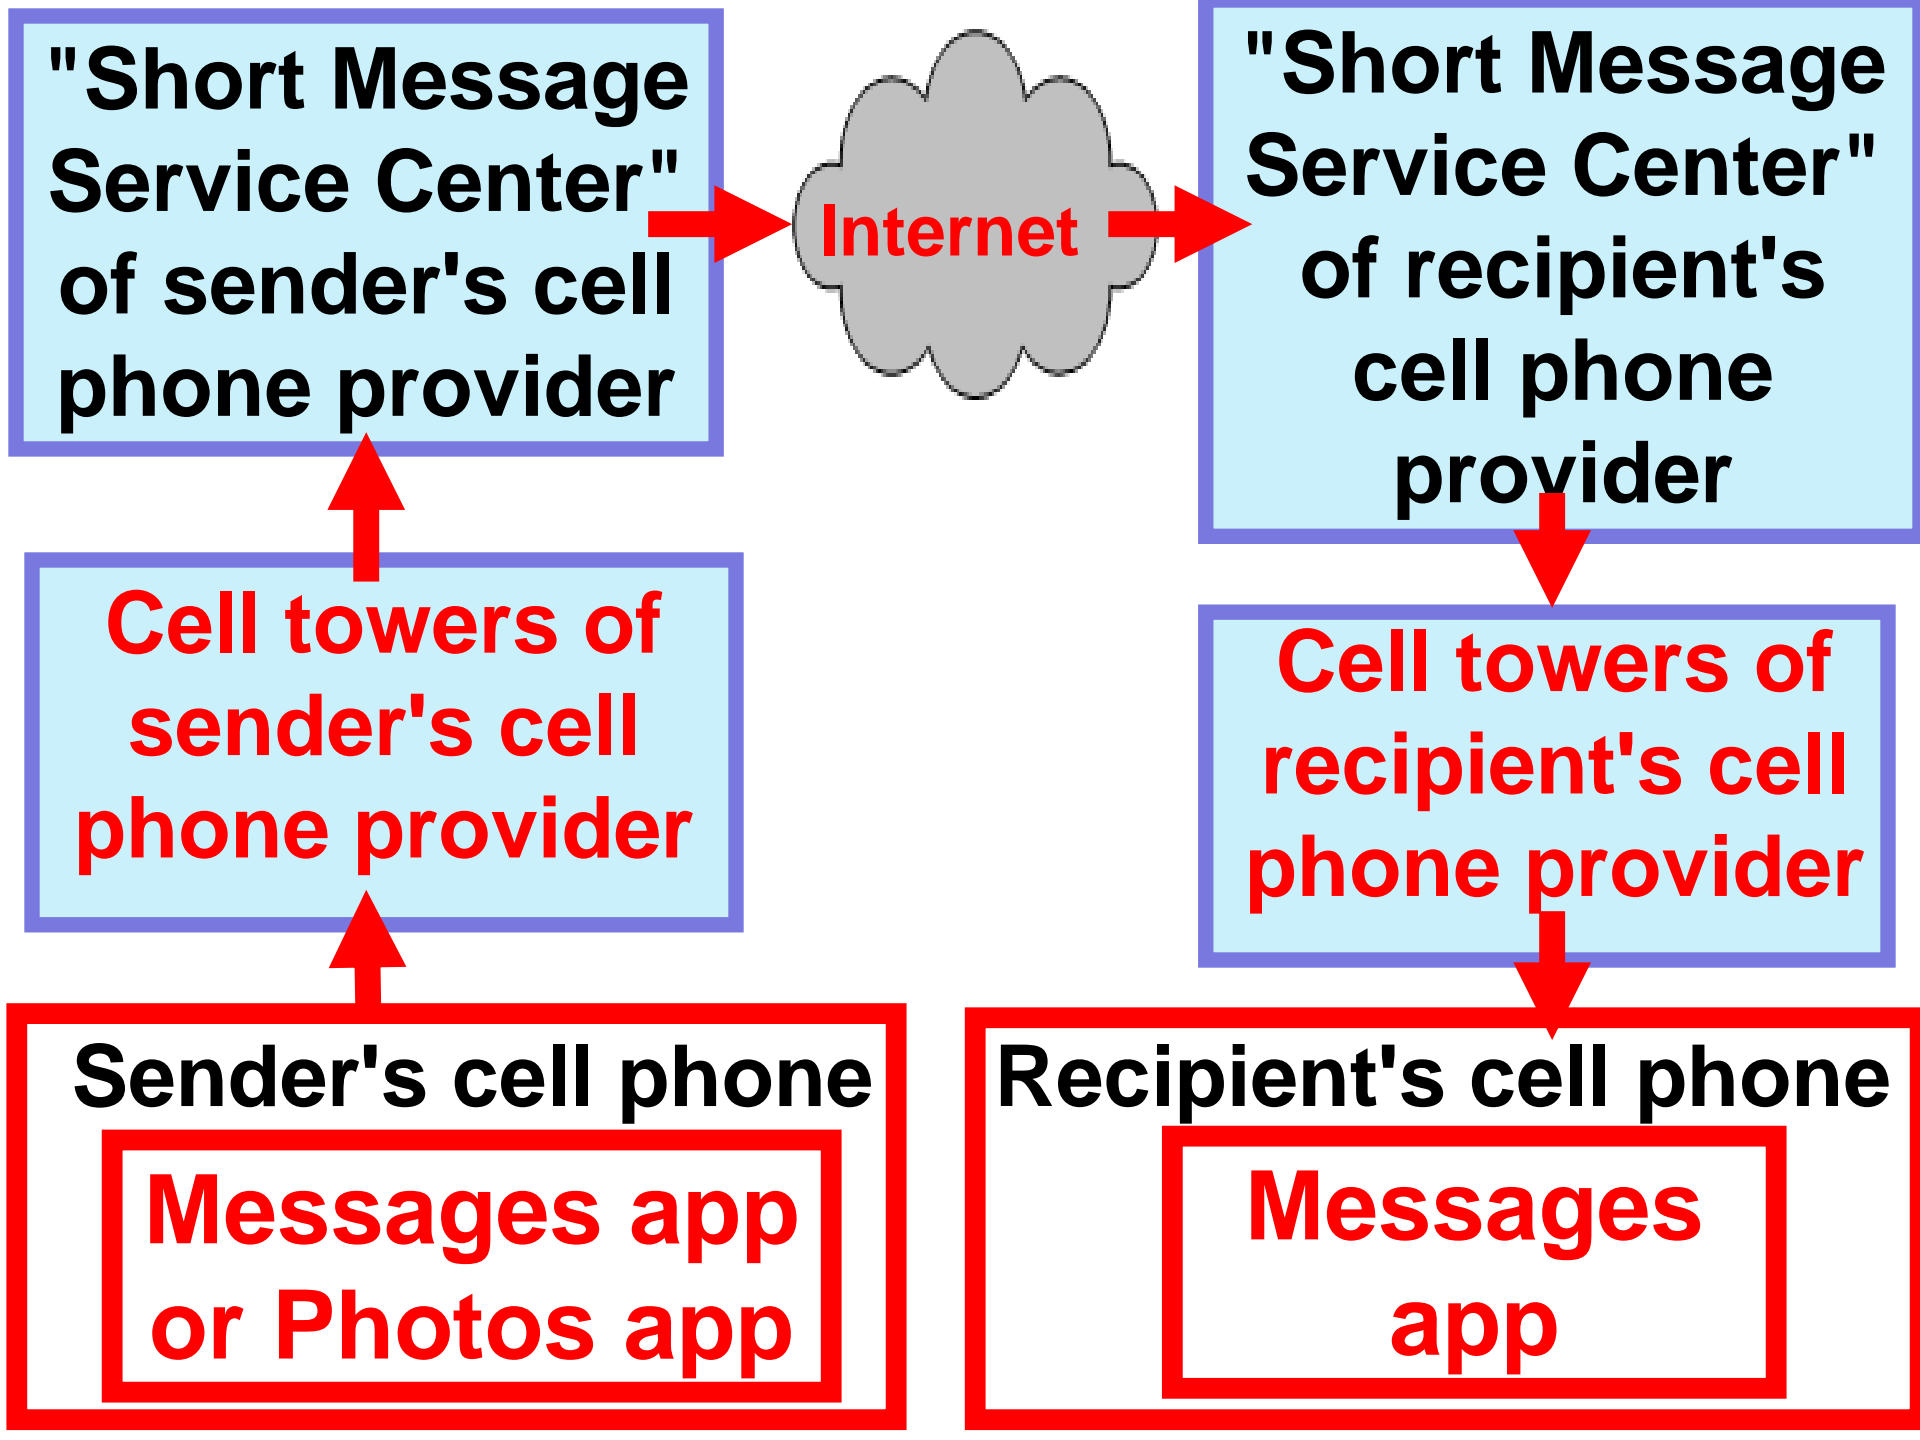 "Short Message
Service Center"
of sender's cell
phone provider
Internet
"Short Message
Service Center"
of recipient's
cell phone
provider
Cell towers of
sender's cell
phone provider
Cell towers of
recipient's cell
phone provider
Sender's cell phone
Messages app
or Photos app
Recipient's cell phone
Messages
app